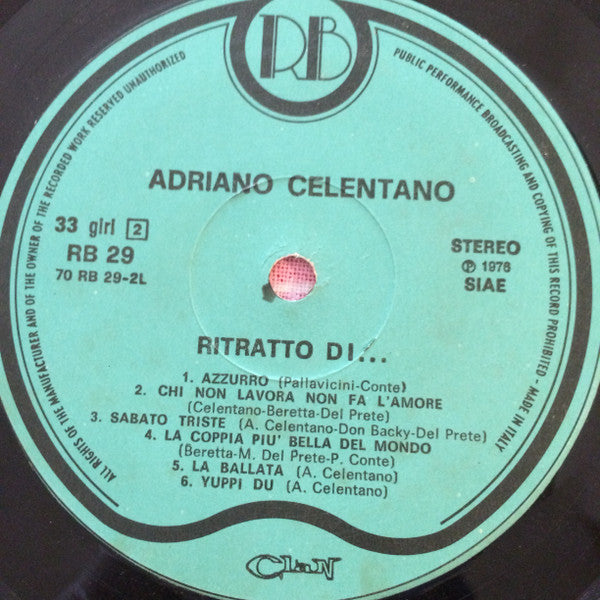 RB
ADRIANO CELENTANO
33 giri 2
RB 29
70 RB 29-2L
STEREO
℗ 1976
SIAE
RITRATTO DI...
1. AZZURRO (Pallavicini-Conte)
2. CHI NON LAVORA NON FA L'AMORE
(Celentano-Beretta-Del Prete)
3. SABATO TRISTE (A. Celentano-Don Backy-Del Prete)
4. LA COPPIA PIU' BELLA DEL MONDO
(Beretta-M. Del Prete-P. Conte)
5. LA BALLATA (A. Celentano)
6. YUPPI DU (A. Celentano)
CLAN
ALL RIGHTS OF THE MANUFACTURER AND OF THE OWNER OF THE RECORDED WORK RESERVED UNAUTHORIZED
PUBLIC PERFORMANCE BROADCASTING AND COPYING OF THIS RECORD PROHIBITED - MADE IN ITALY